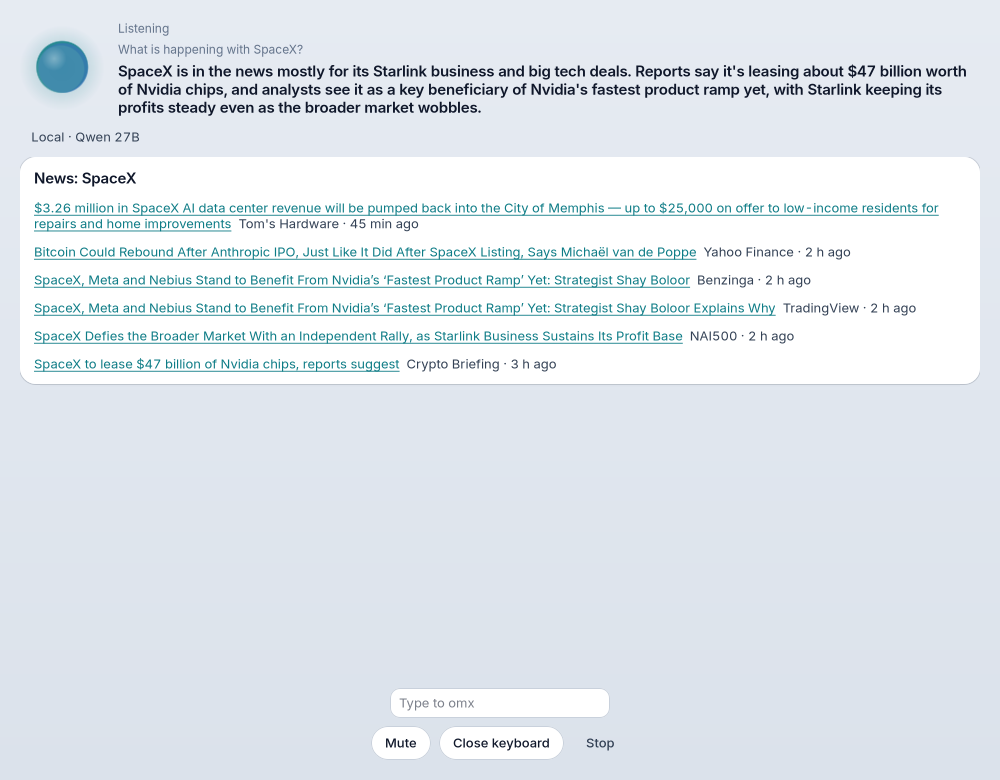 Listening
What is happening with SpaceX?
SpaceX is in the news mostly for its Starlink business and big tech deals. Reports say it's leasing about $47 billion worth
of Nvidia chips, and analysts see it as a key beneficiary of Nvidia's fastest product ramp yet, with Starlink keeping its
profits steady even as the broader market wobbles.
Local · Qwen 27B
News: SpaceX
$3.26 million in SpaceX AI data center revenue will be pumped back into the City of Memphis — up to $25,000 on offer to low-income residents for
repairs and home improvements Tom's Hardware · 45 min ago
Bitcoin Could Rebound After Anthropic IPO, Just Like It Did After SpaceX Listing, Says Michaël van de Poppe Yahoo Finance · 2 h ago
SpaceX, Meta and Nebius Stand to Benefit From Nvidia’s ‘Fastest Product Ramp’ Yet: Strategist Shay Boloor Benzinga · 2 h ago
SpaceX, Meta and Nebius Stand to Benefit From Nvidia’s ‘Fastest Product Ramp’ Yet: Strategist Shay Boloor Explains Why TradingView · 2 h ago
SpaceX Defies the Broader Market With an Independent Rally, as Starlink Business Sustains Its Profit Base NAI500 · 2 h ago
SpaceX to lease $47 billion of Nvidia chips, reports suggest Crypto Briefing · 3 h ago
Type to omx
Mute Close keyboard Stop